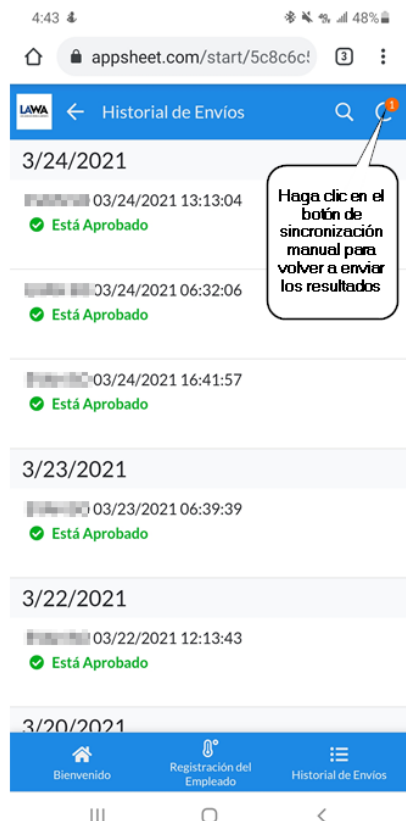 4:43
48%
appsheet.com/start/5c8c6c!
3
LAWA
Historial de Envíos
1
3/24/2021
Haga clic en el
botón de
sincronización
manual para
volver a enviar
los resultados
03/24/2021 13:13:04
Está Aprobado
03/24/2021 06:32:06
Está Aprobado
03/24/2021 16:41:57
Está Aprobado
3/23/2021
03/23/2021 06:39:39
Está Aprobado
3/22/2021
03/22/2021 12:13:43
Está Aprobado
3/20/2021
Bienvenido
Registración del
Empleado
Historial de Envíos